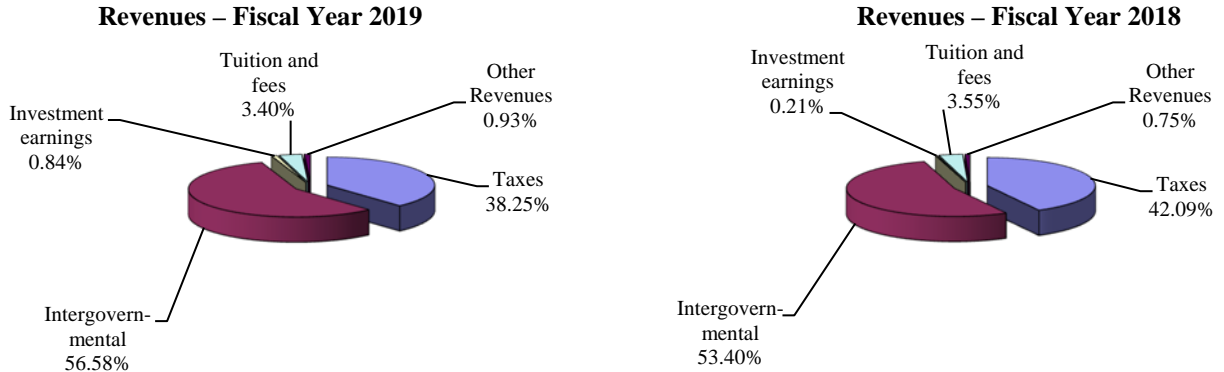 Revenues – Fiscal Year 2019
Tuition and
fees
3.40%
Other
Revenues
0.93%
Investment
earnings
0.84%
Taxes
38.25%
Intergovern-
mental
56.58%
Revenues – Fiscal Year 2018
Investment
earnings
0.21%
Tuition and
fees
3.55%
Other
Revenues
0.75%
Taxes
42.09%
Intergovern-
mental
53.40%